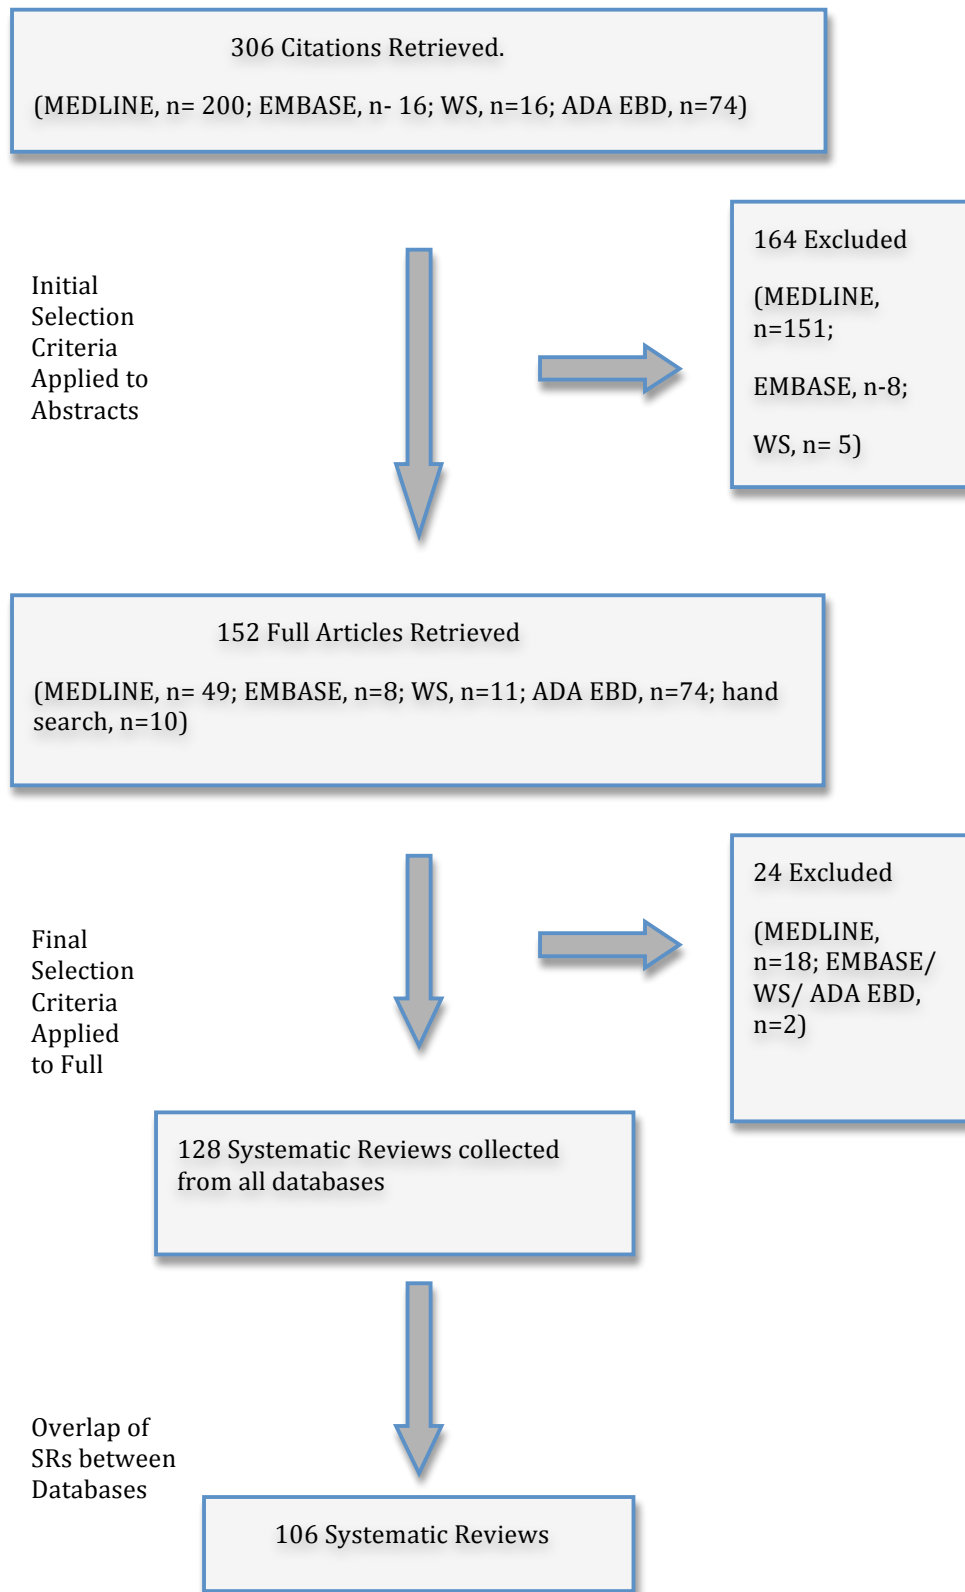 306 Citations Retrieved.
(MEDLINE, n= 200; EMBASE, n- 16; WS, n=16; ADA EBD, n=74)
164 Excluded
(MEDLINE,
n=151;
EMBASE, n-8;
WS, n= 5)
Initial
Selection
Criteria
Applied to
Abstracts
152 Full Articles Retrieved
(MEDLINE, n= 49; EMBASE, n=8; WS, n=11; ADA EBD, n=74; hand
search, n=10)
24 Excluded
(MEDLINE,
n=18; EMBASE/
WS/ ADA EBD,
n=2)
Final
Selection
Criteria
Applied
to Full
128 Systematic Reviews collected
from all databases
Overlap of
SRs between
Databases
106 Systematic Reviews